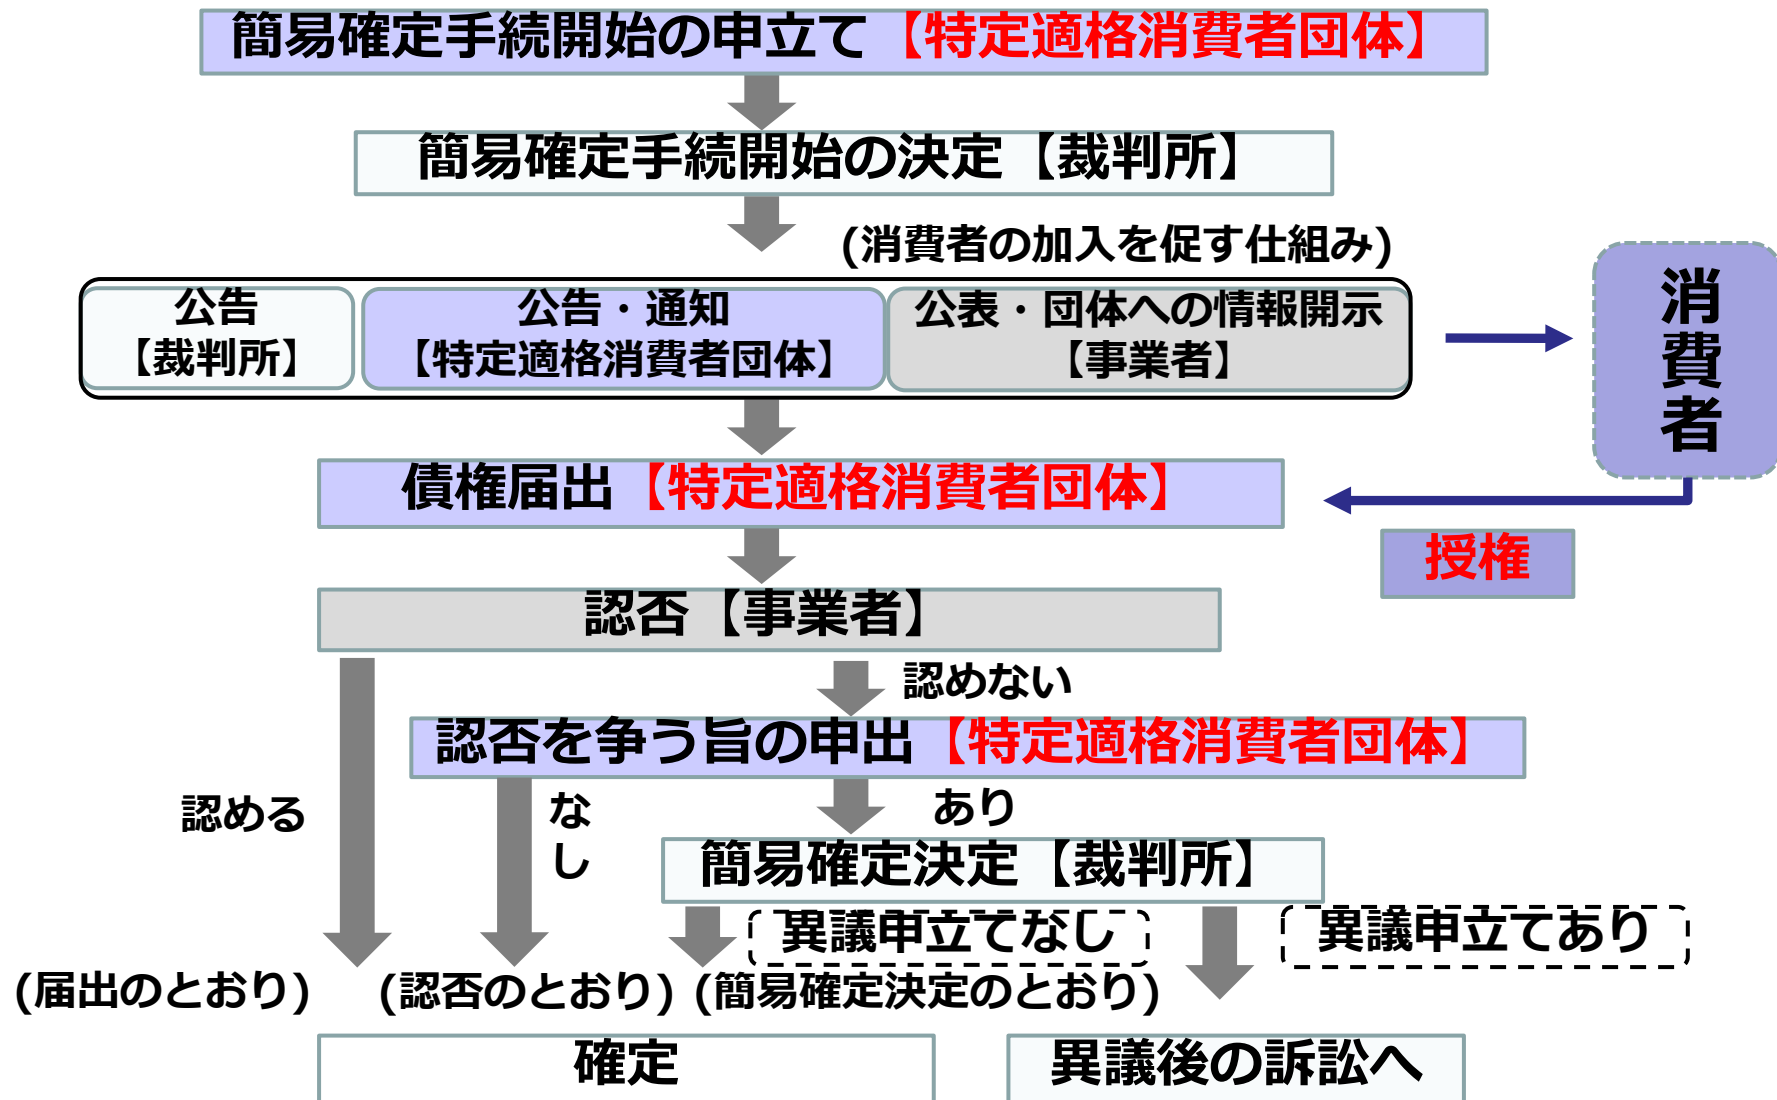 簡易確定手続開始の申立て【特定適格消費者団体】
簡易確定手続開始の決定【裁判所】
(消費者の加入を促す仕組み)
公告
【裁判所】
公告・通知
【特定適格消費者団体】
公表・団体への情報開示
【事業者】
消費者
債権届出【特定適格消費者団体】
授権
認否【事業者】
認めない
認否を争う旨の申出【特定適格消費者団体】
認める
なし
あり
簡易確定決定【裁判所】
異議申立てなし
異議申立てあり
(届出のとおり)
(認否のとおり)
(簡易確定決定のとおり)
確定
異議後の訴訟へ